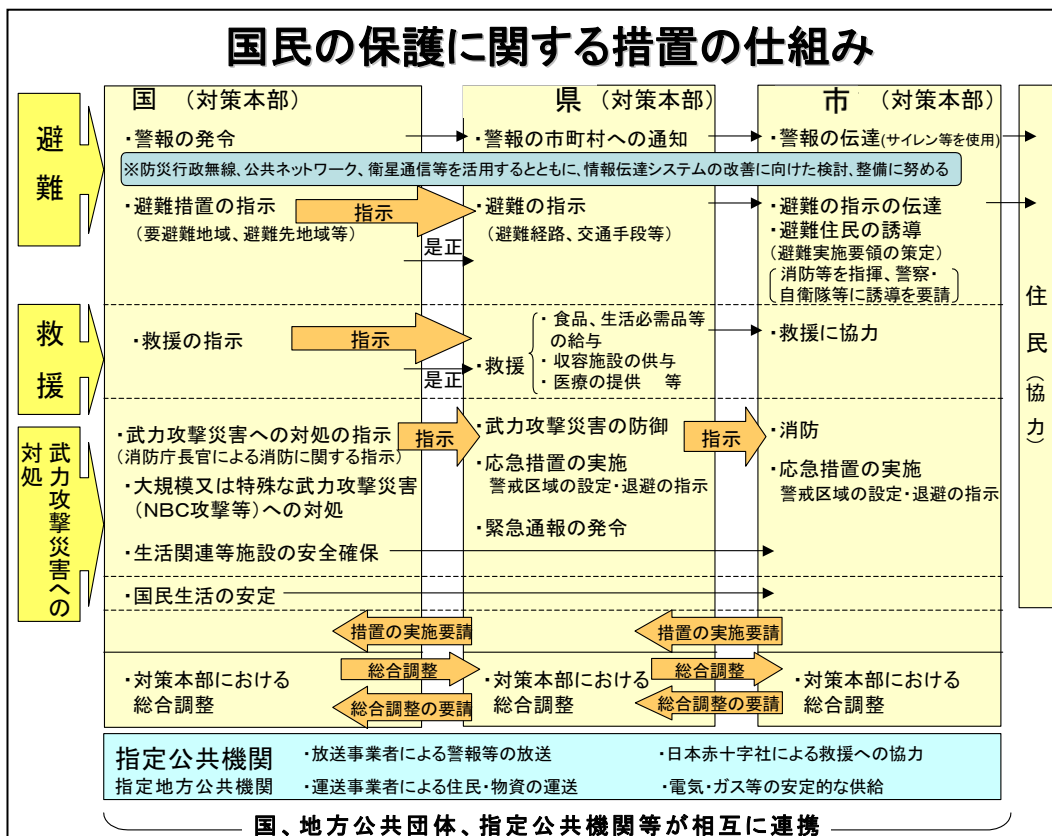 国民の保護に関する措置の仕組み
国 (対策本部)
県 (対策本部)
市 (対策本部)
避難
・警報の発令
・警報の市町村への通知
・警報の伝達(サイレン等を使用)
※防災行政無線、公共ネットワーク、衛星通信等を活用するとともに、情報伝達システムの改善に向けた検討、整備に努める
・避難措置の指示
(要避難地域、避難先地域等)
指示
是正
・避難の指示
(避難経路、交通手段等)
・避難の指示の伝達
・避難住民の誘導
(避難実施要領の策定)
消防等を指揮、警察・
自衛隊等に誘導を要請
住民(協力)
救援
・救援の指示
指示
是正
・救援
・食品、生活必需品等
の給与
・収容施設の供与
・医療の提供 等
・救援に協力
武力攻撃災害への
対処
・武力攻撃災害への対処の指示
(消防庁長官による消防に関する指示)
・大規模又は特殊な武力攻撃災害
(NBC攻撃等)への対処
・生活関連等施設の安全確保
・国民生活の安定
指示
・武力攻撃災害の防御
・応急措置の実施
警戒区域の設定・退避の指示
・緊急通報の発令
指示
・消防
・応急措置の実施
警戒区域の設定・退避の指示
措置の実施要請
措置の実施要請
・対策本部における
総合調整
総合調整
総合調整の要請
・対策本部における
総合調整
総合調整
総合調整の要請
・対策本部における
総合調整
指定公共機関
指定地方公共機関
・放送事業者による警報等の放送
・日本赤十字社による救援への協力
・運送事業者による住民・物資の運送
・電気・ガス等の安定的な供給
国、地方公共団体、指定公共機関等が相互に連携